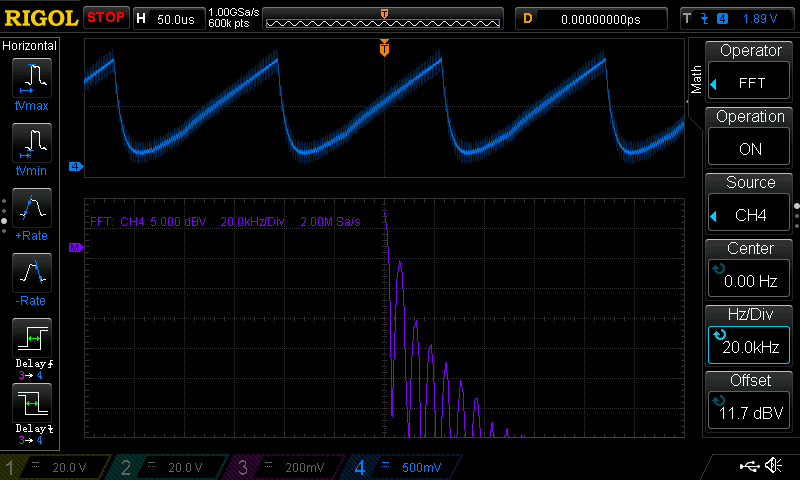 RIGOL STOP H 50.0us 1.00GSa/s 600k pts T D 0.00000000ps T 4 1.89 V
Horizontal
tVmax
tVmin
+Rate
-Rate
Delay
3→ 4
Delay
3→ 4
T
4
M
FFT: CH4 5.000 dBV 20.0kHz/Div 2.00M Sa/s
Math
Operator
FFT
Operation
ON
Source
CH4
Center
0.00 Hz
Hz/Div
20.0kHz
Offset
11.7 dBV
1 = 20.0 V 2 = 20.0 V 3 = 200mV 4 = 500mV